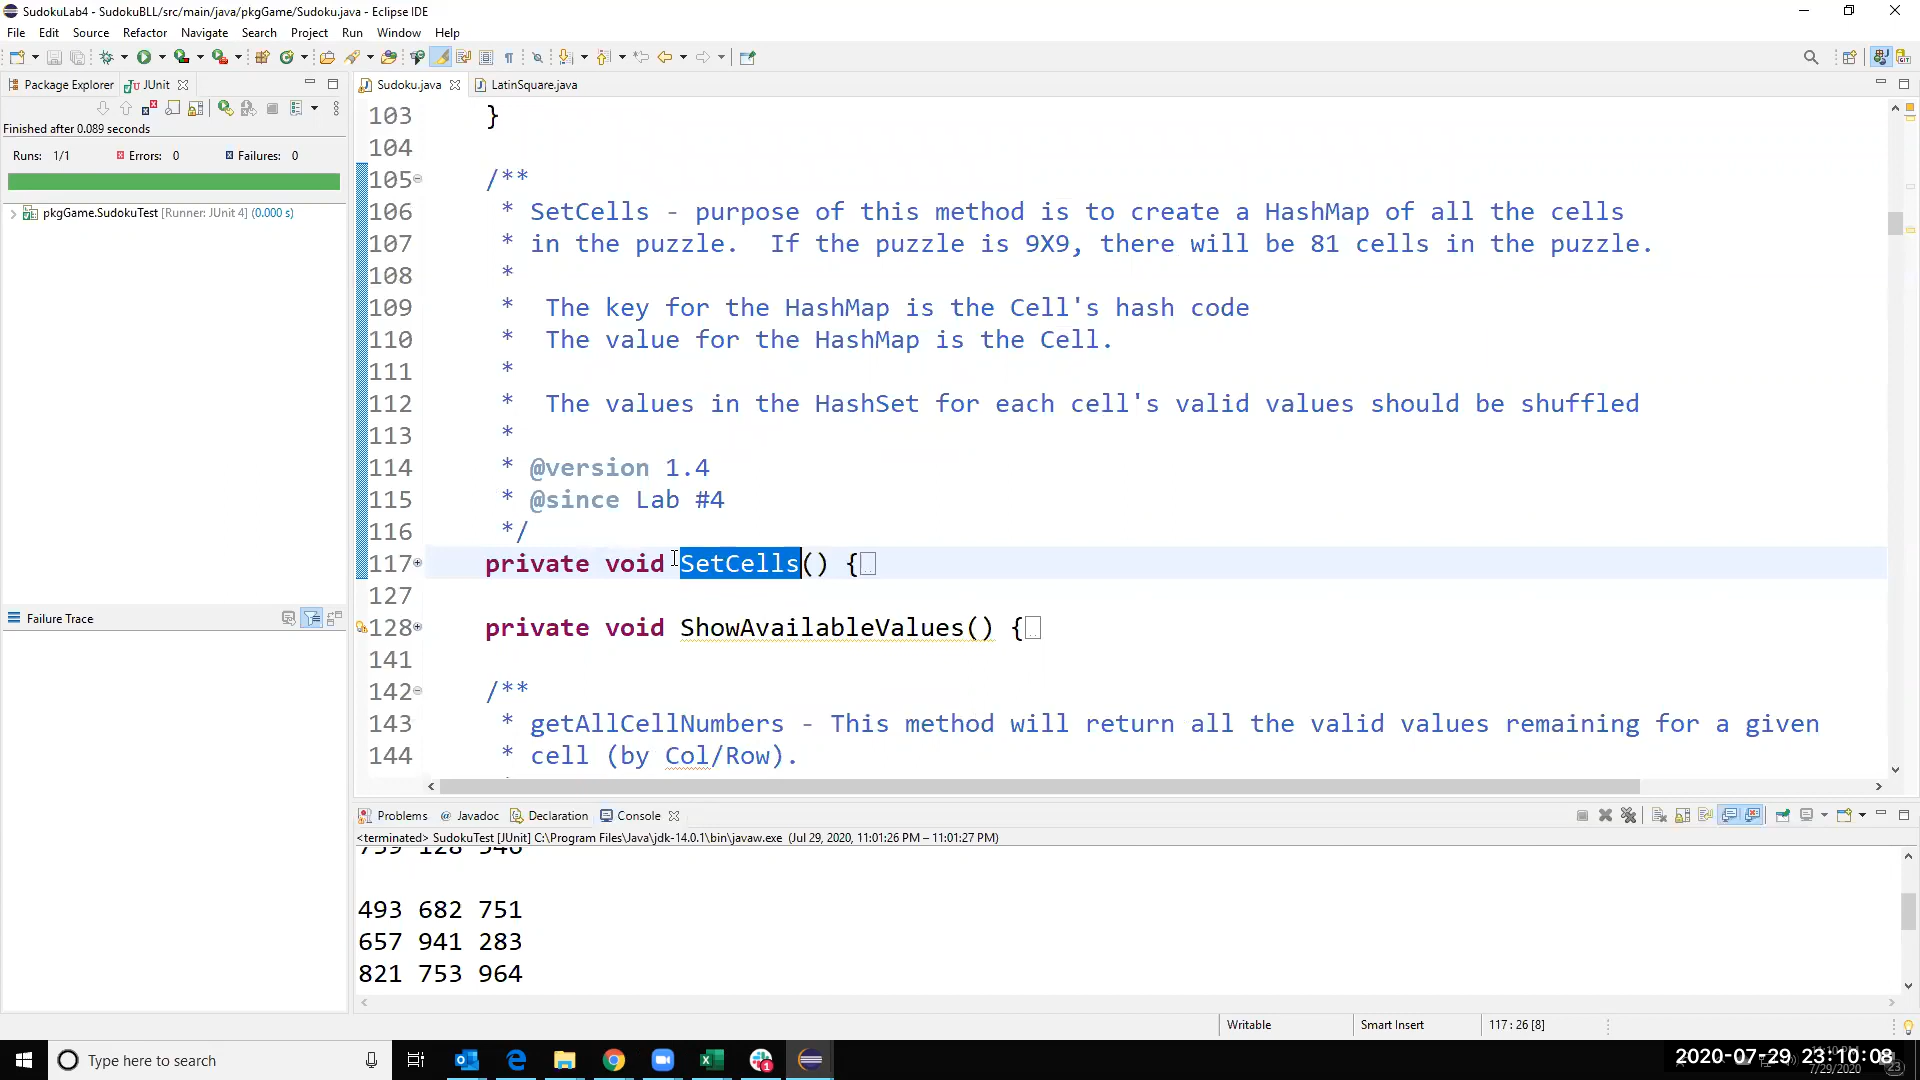 SudokuLab4 - SudokuBLL/src/main/java/pkgGame/Sudoku.java - Eclipse IDE
File Edit Source Refactor Navigate Search Project Run Window Help
Package Explorer JUnit
Sudoku.java LatinSquare.java
Finished after 0.089 seconds
Runs: 1/1 Errors: 0 Failures: 0
pkgGame.SudokuTest [Runner: JUnit 4] (0.000 s)
Failure Trace
103 }
104
105 /**
106 * SetCells - purpose of this method is to create a HashMap of all the cells
107 * in the puzzle.  If the puzzle is 9X9, there will be 81 cells in the puzzle.
108 *
109 *  The key for the HashMap is the Cell's hash code
110 *  The value for the HashMap is the Cell.
111 *
112 *  The values in the HashSet for each cell's valid values should be shuffled
113 *
114 * @version 1.4
115 * @since Lab #4
116 */
117 private void SetCells() {
127
128 private void ShowAvailableValues() {
141
142 /**
143 * getAllCellNumbers - This method will return all the valid values remaining for a given
144 * cell (by Col/Row).
Problems Javadoc Declaration Console
<terminated> SudokuTest [JUnit] C:\Program Files\Java\jdk-14.0.1\bin\javaw.exe (Jul 29, 2020, 11:01:26 PM – 11:01:27 PM)
493 682 751
657 941 283
821 753 964
Writable Smart Insert 117 : 26 [8]
Type here to search
2020-07-29 23:10:08
7/29/2020